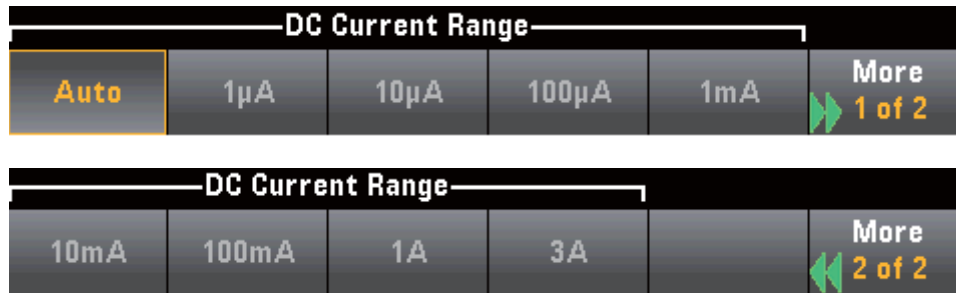 DC Current Range
Auto 1µA 10µA 100µA 1mA More
1 of 2
DC Current Range
10mA 100mA 1A 3A More
2 of 2